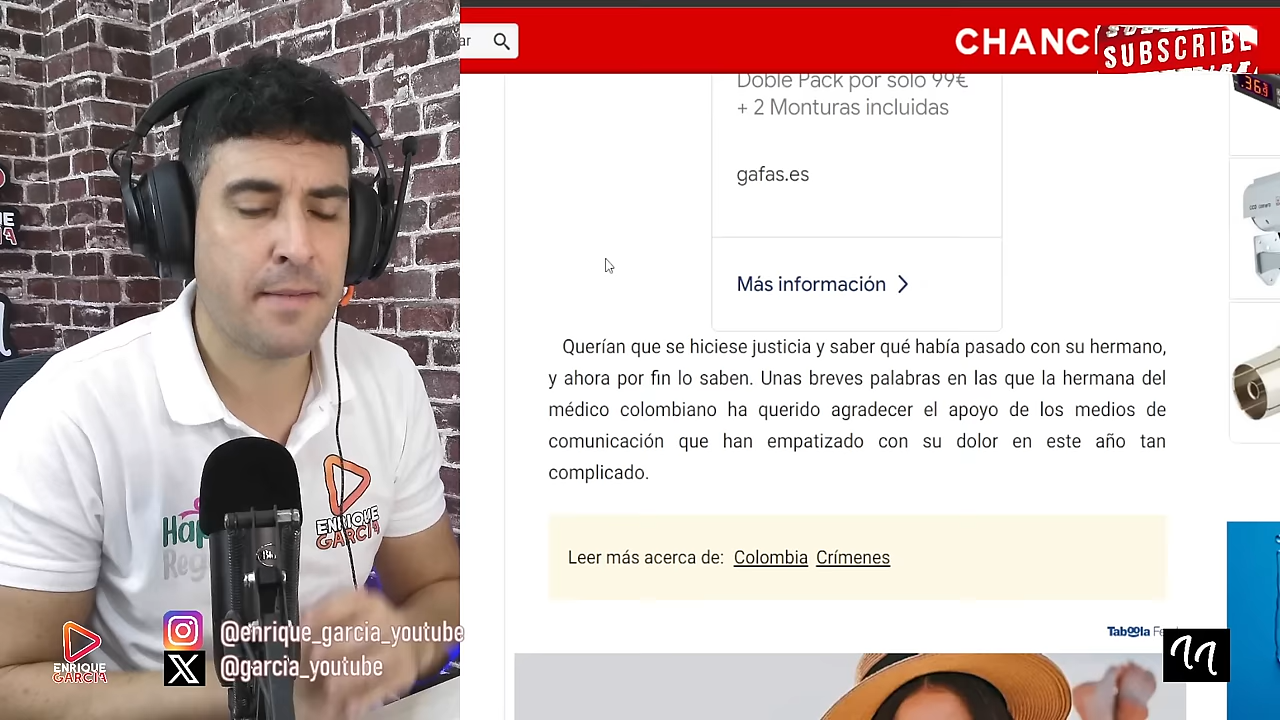 ar
CHANC
SUBSCRIBE
Doble Pack por solo 99€
+ 2 Monturas incluidas
gafas.es
Más información
Querían que se hiciese justicia y saber qué había pasado con su hermano,
y ahora por fin lo saben. Unas breves palabras en las que la hermana del
médico colombiano ha querido agradecer el apoyo de los medios de
comunicación que han empatizado con su dolor en este año tan
complicado.
Leer más acerca de: Colombia Crímenes
Taboola
ENRIQUE
GARCIA
@enrique_garcia_youtube
@garcia_youtube
ENRIQUE
GARCIA